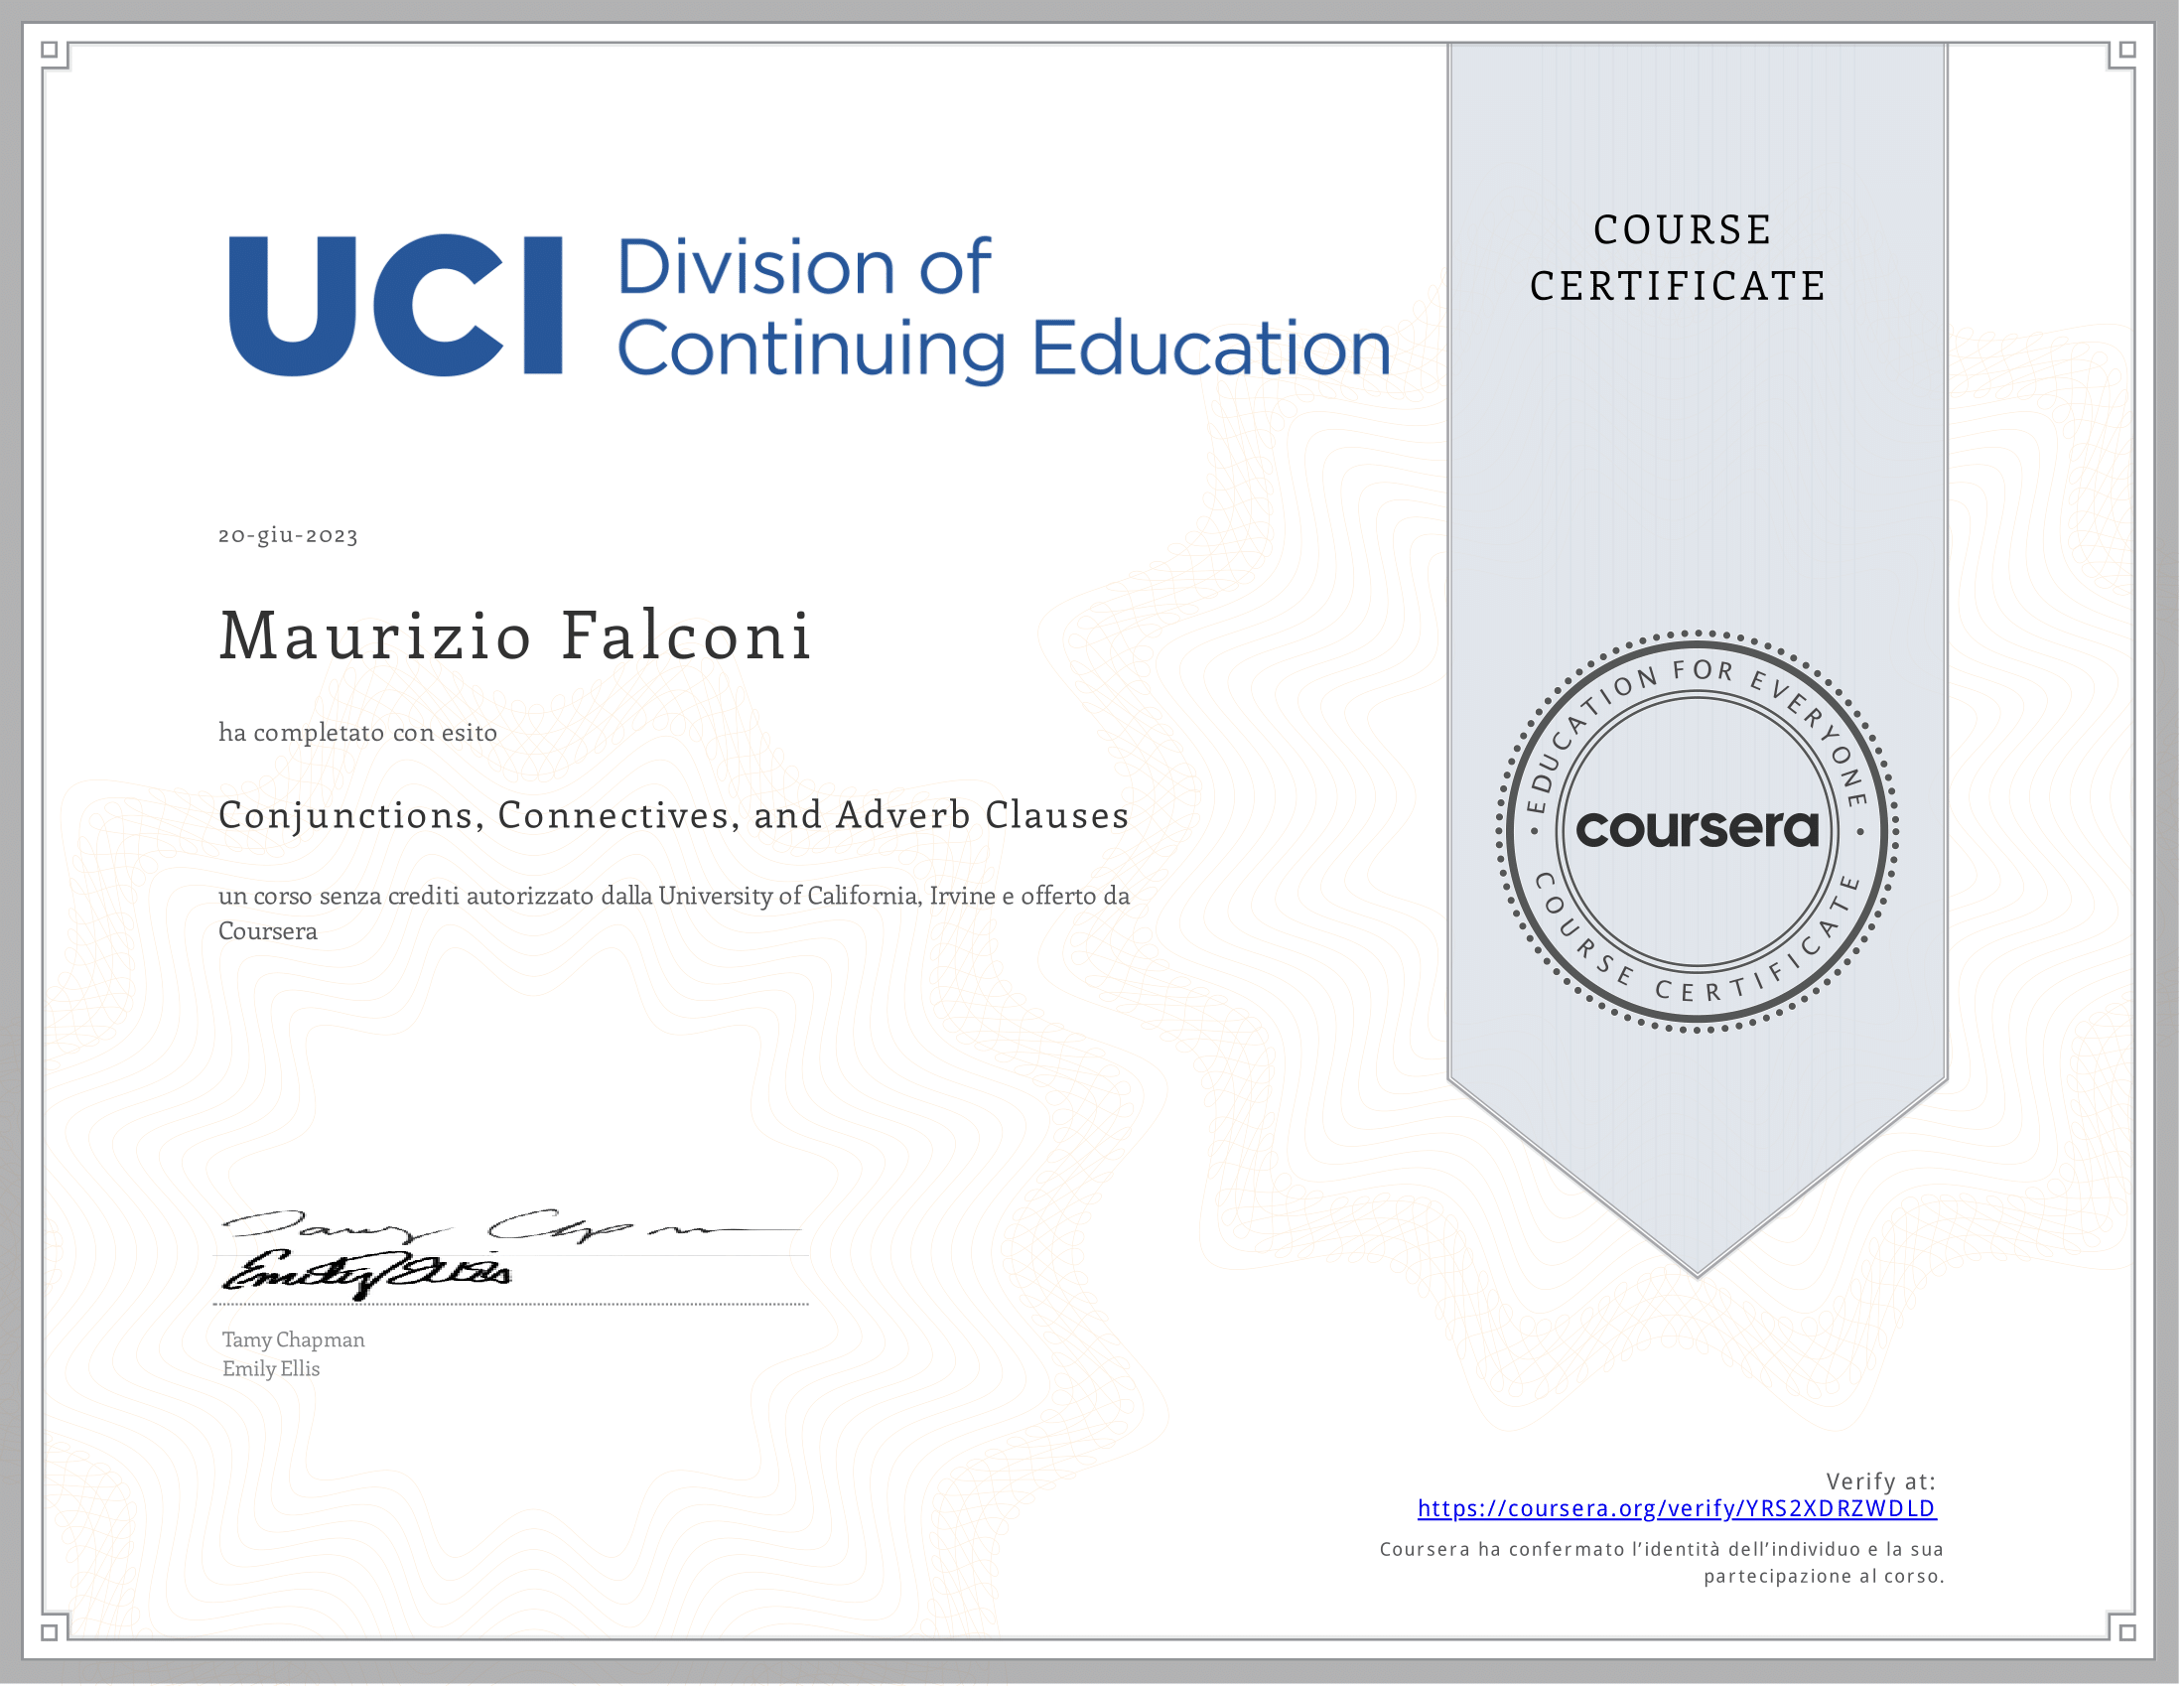 UCI Division of
Continuing Education
COURSE
CERTIFICATE
20-giu-2023
Maurizio Falconi
ha completato con esito
Conjunctions, Connectives, and Adverb Clauses
un corso senza crediti autorizzato dalla University of California, Irvine e offerto da
Coursera
EDUCATION FOR EVERYONE
coursera
COURSE CERTIFICATE
Tamy Chapman
Emily Ellis
Tamy Chapman
Emily Ellis
Verify at:
https://coursera.org/verify/YRS2XDRZWDLD
Coursera ha confermato l'identità dell'individuo e la sua
partecipazione al corso.